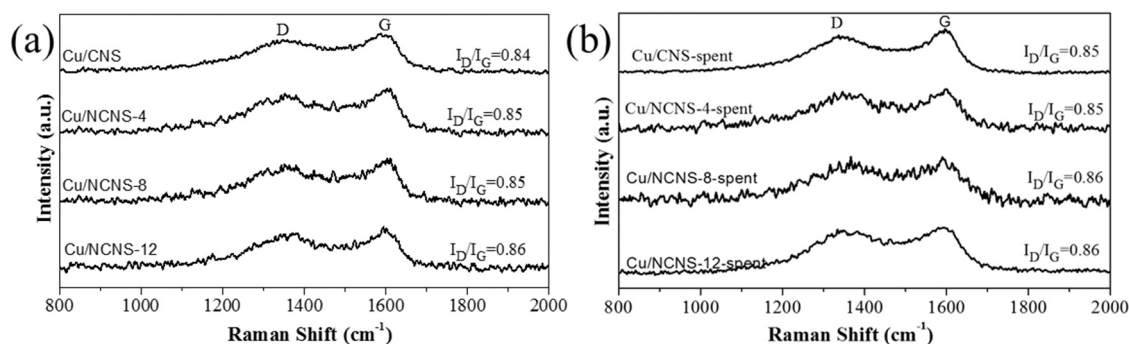 (a)
D
G
Cu/CNS
I_D/I_G=0.84
Cu/NCNS-4
I_D/I_G=0.85
Cu/NCNS-8
I_D/I_G=0.85
Cu/NCNS-12
I_D/I_G=0.86
Intensity (a.u.)
800 1000 1200 1400 1600 1800 2000
Raman Shift (cm⁻¹)
(b)
D
G
Cu/CNS-spent
I_D/I_G=0.85
Cu/NCNS-4-spent
I_D/I_G=0.85
Cu/NCNS-8-spent
I_D/I_G=0.86
Cu/NCNS-12-spent
I_D/I_G=0.86
Intensity (a.u.)
800 1000 1200 1400 1600 1800 2000
Raman Shift (cm⁻¹)